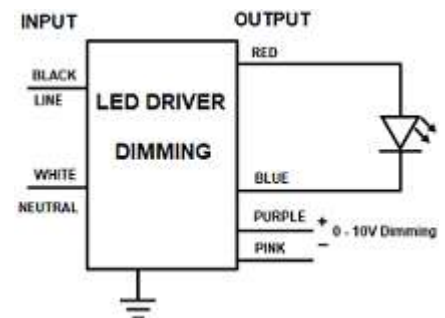 INPUT
OUTPUT
RED
BLACK
LINE
LED DRIVER
DIMMING
WHITE
NEUTRAL
BLUE
PURPLE
+
0 - 10V Dimming
PINK
−